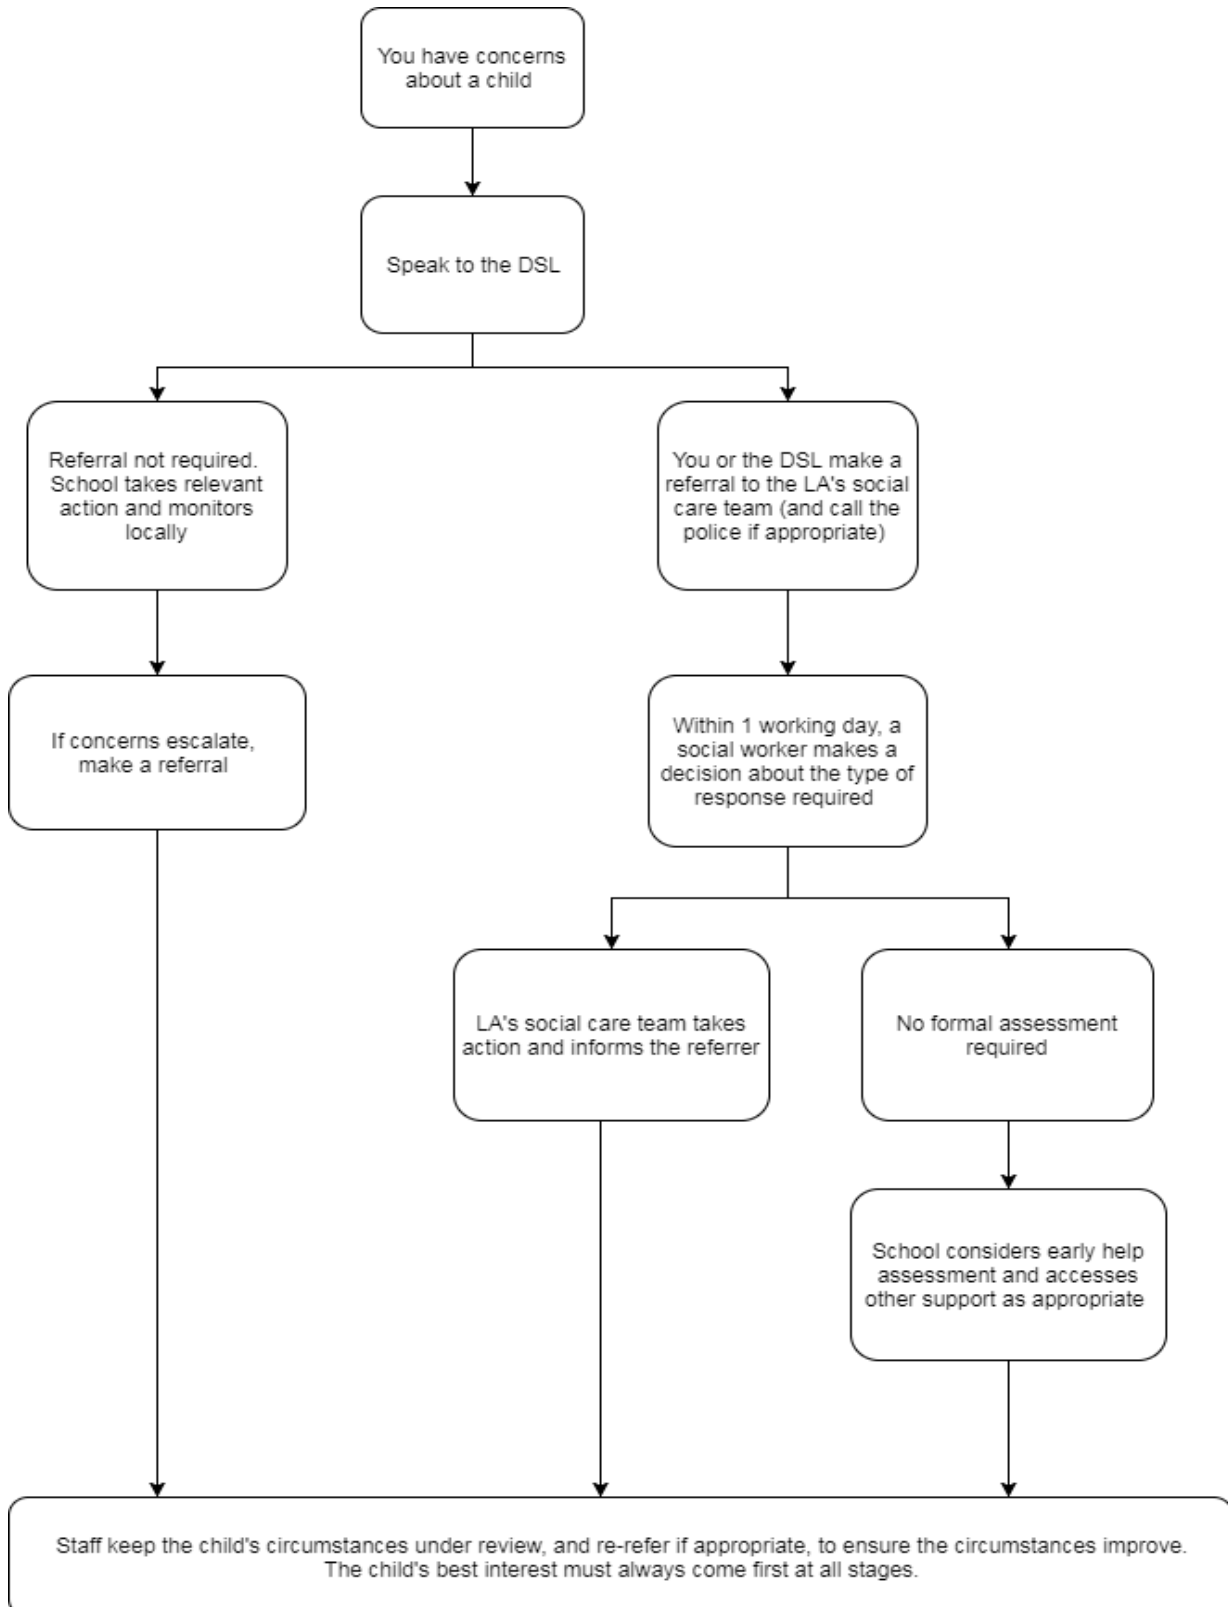 You have concerns
about a child
Speak to the DSL
Referral not required.
School takes relevant
action and monitors
locally
You or the DSL make a
referral to the LA's social
care team (and call the
police if appropriate)
If concerns escalate,
make a referral
Within 1 working day, a
social worker makes a
decision about the type of
response required
LA's social care team takes
action and informs the referrer
No formal assessment
required
School considers early help
assessment and accesses
other support as appropriate
Staff keep the child's circumstances under review, and re-refer if appropriate, to ensure the circumstances improve.
The child's best interest must always come first at all stages.